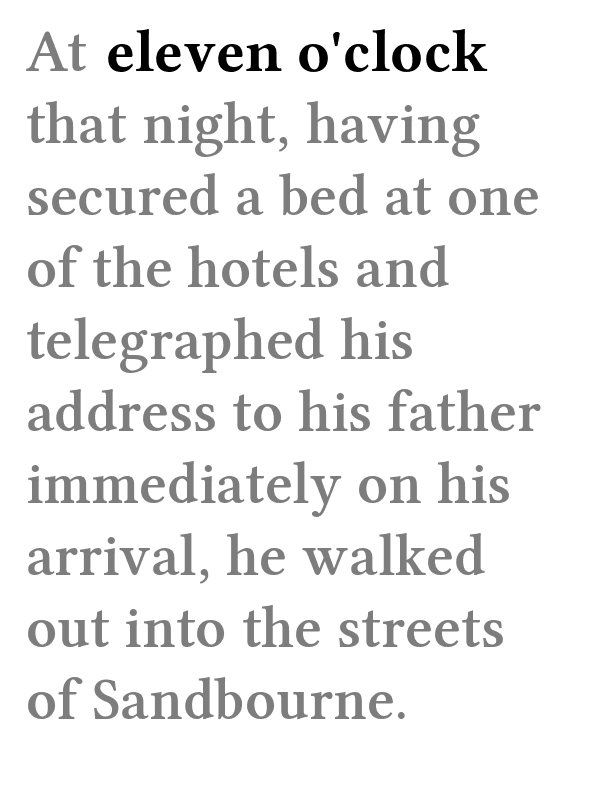 At eleven o'clock
that night, having
secured a bed at one
of the hotels and
telegraphed his
address to his father
immediately on his
arrival, he walked
out into the streets
of Sandbourne.